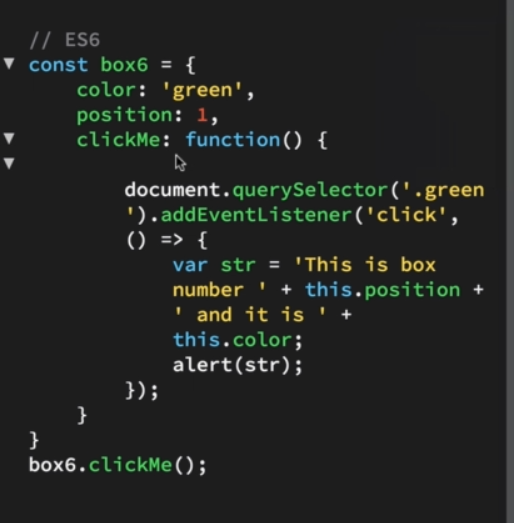 // ES6
const box6 = {
color: 'green',
position: 1,
clickMe: function() {
document.querySelector('.green
').addEventListener('click',
() => {
var str = 'This is box
number ' + this.position +
' and it is ' +
this.color;
alert(str);
});
}
}
box6.clickMe();